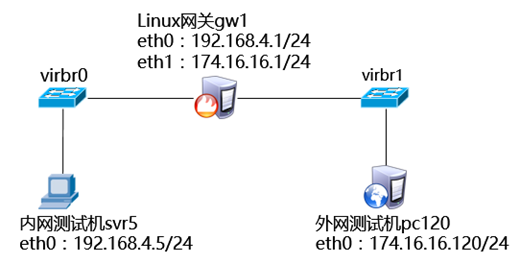 Linux网关gw1
eth0：192.168.4.1/24
eth1：174.16.16.1/24
virbr0
virbr1
内网测试机svr5
eth0：192.168.4.5/24
外网测试机pc120
eth0：174.16.16.120/24